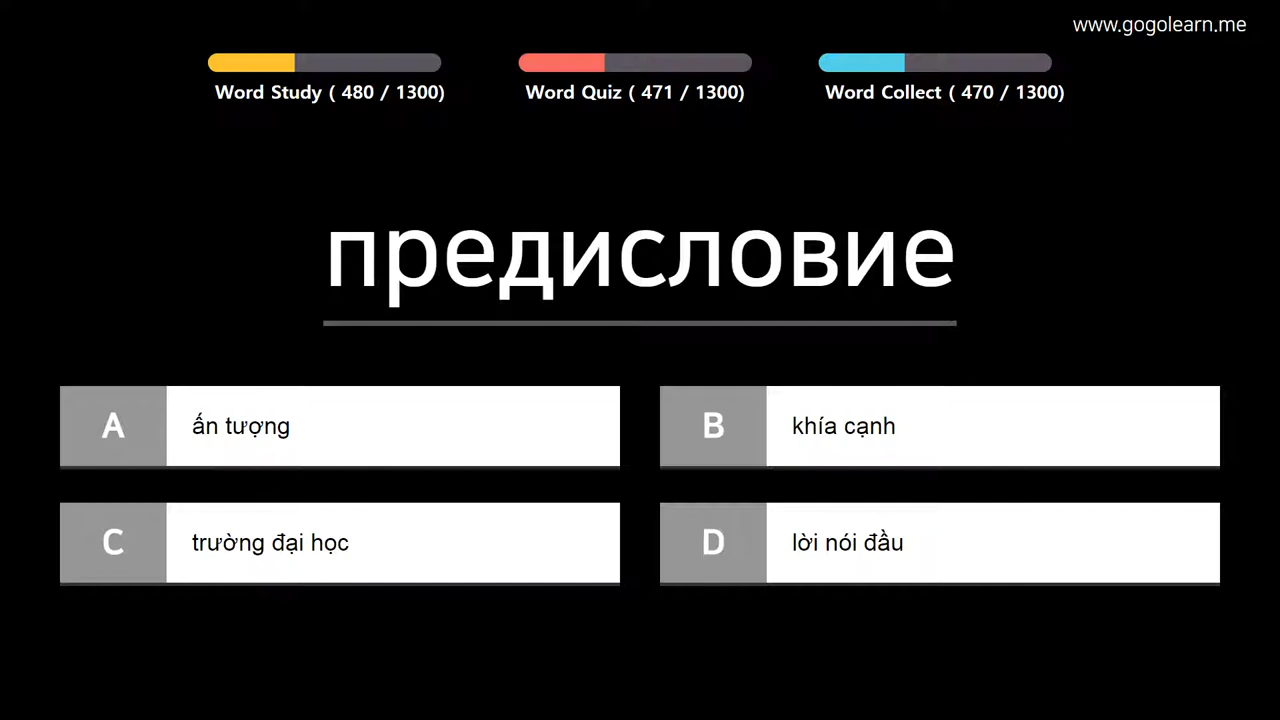 www.gogolearn.me
Word Study ( 480 / 1300)
Word Quiz ( 471 / 1300)
Word Collect ( 470 / 1300)
предисловие
A ấn tượng
B khía cạnh
C trường đại học
D lời nói đầu